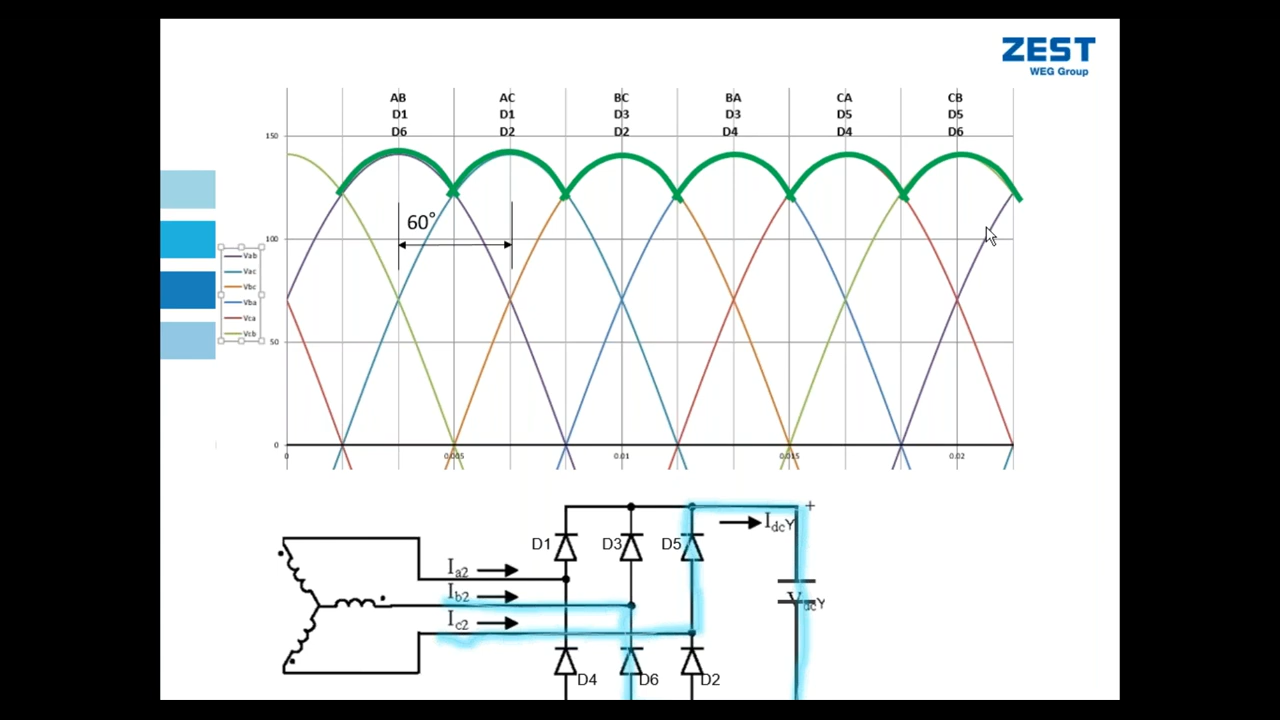 ZEST
WEG Group
AB
D1
D6
AC
D1
D2
BC
D3
D2
BA
D3
D4
CA
D5
D4
CB
D5
D6
150
100
50
0
60°
Vab
Vac
Vbc
Vba
Vca
Vcb
0
0.005
0.01
0.015
0.02
+
D1
D3
D5
IdcY
Ia2
Ib2
Ic2
VdcY
D4
D6
D2